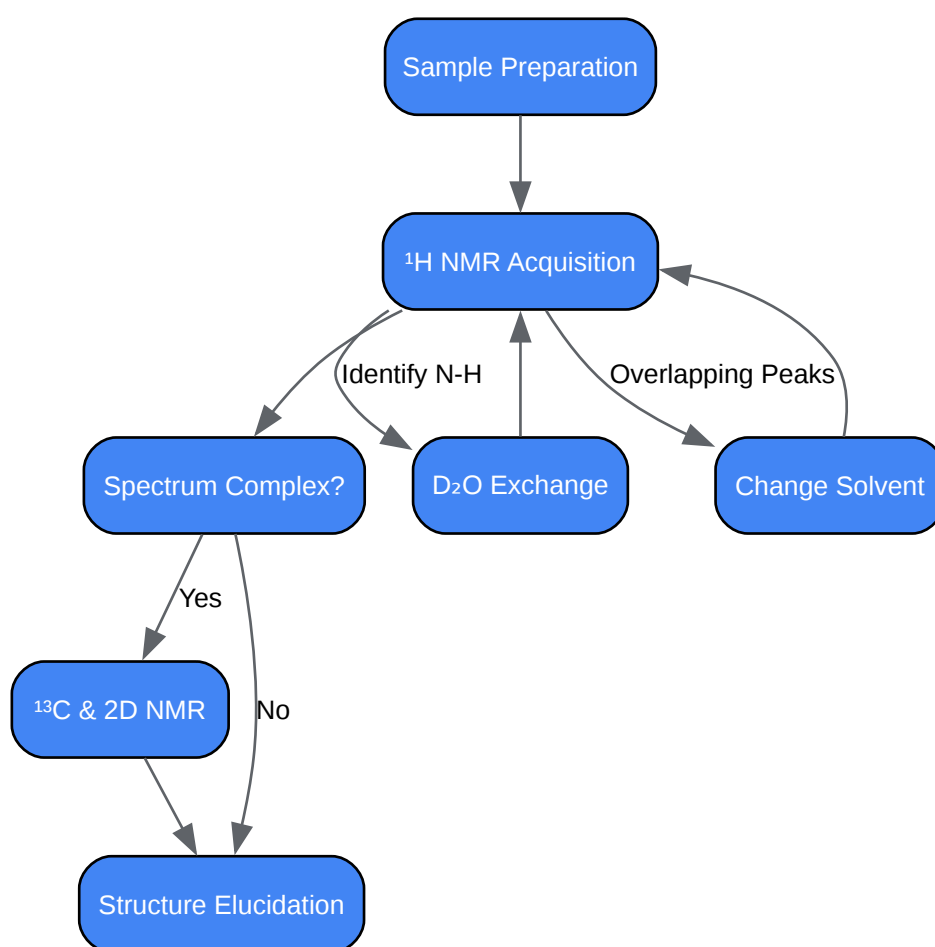 Sample Preparation
¹H NMR Acquisition
Identify N-H
Overlapping Peaks
Spectrum Complex?
D₂O Exchange
Change Solvent
Yes
¹³C & 2D NMR
No
Structure Elucidation